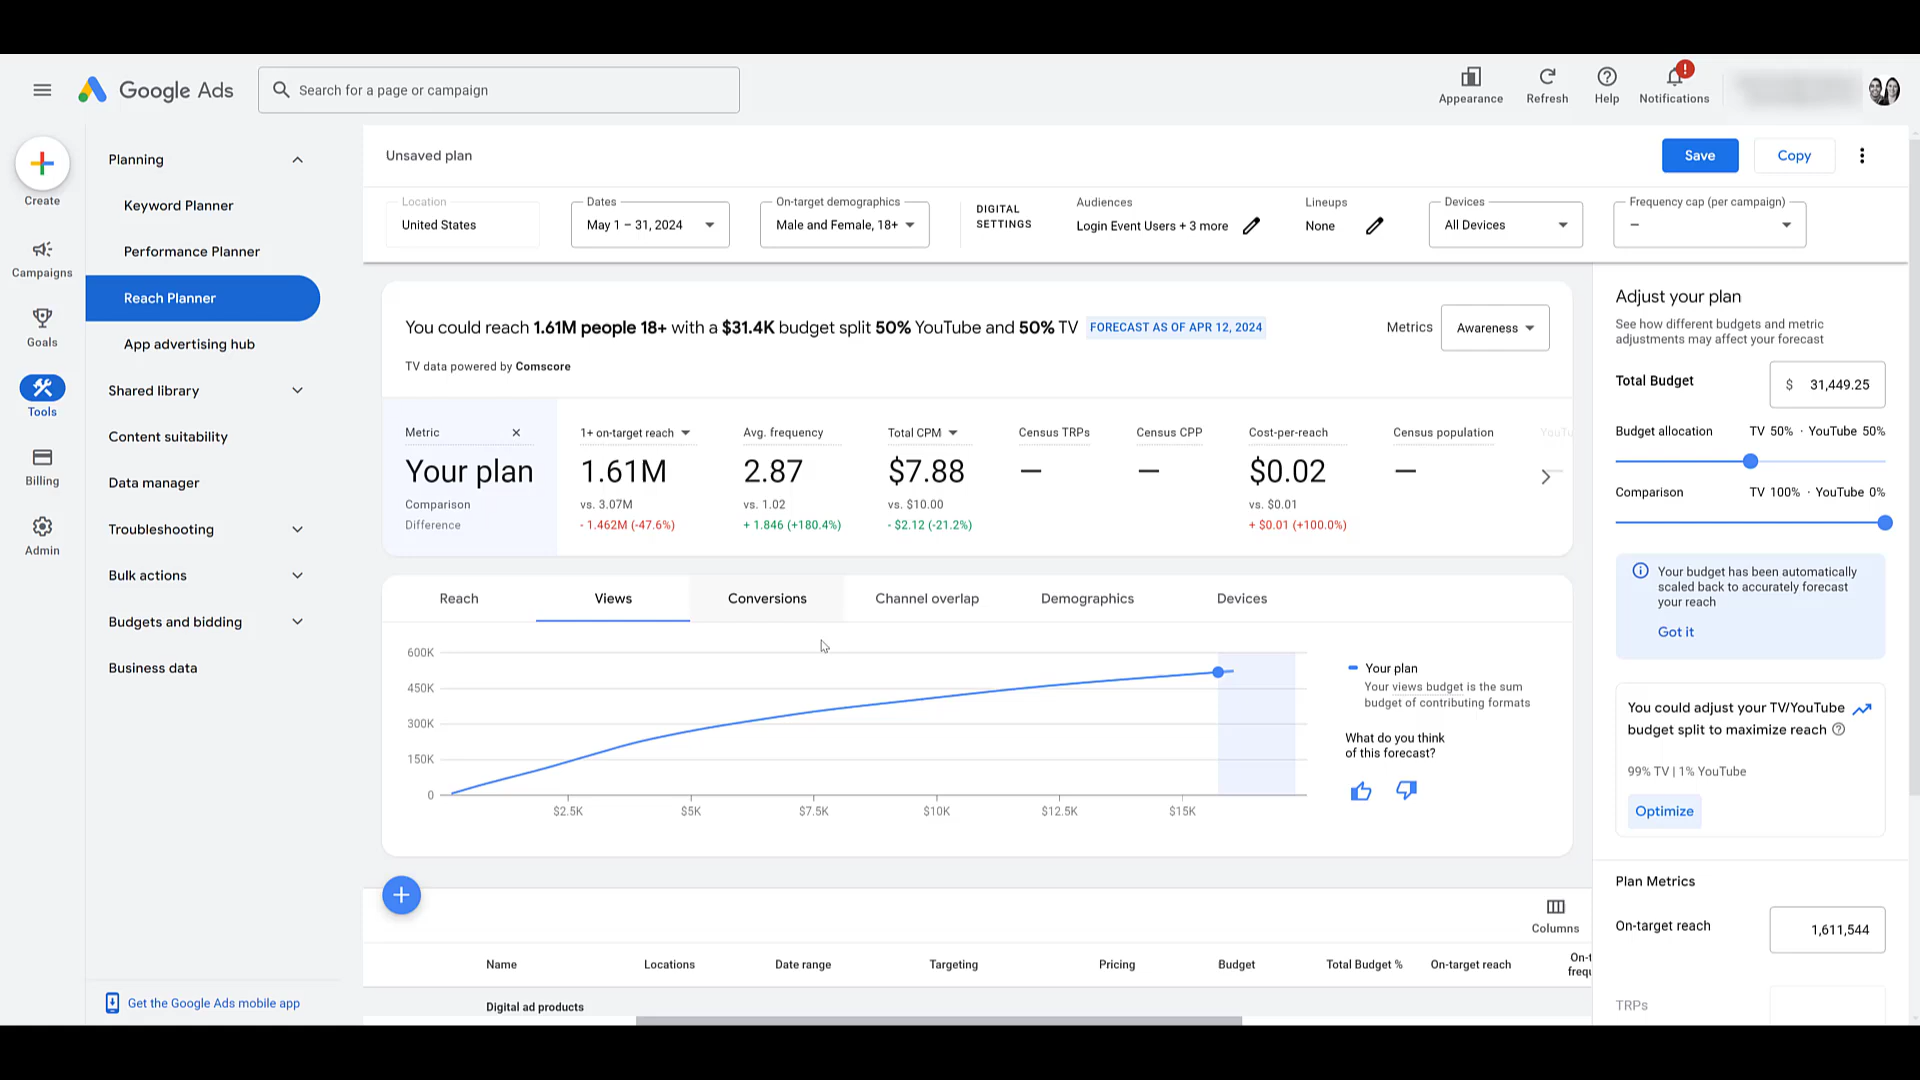 Google Ads
Search for a page or campaign
Appearance
Refresh
Help
!
Notifications
Create
Campaigns
Goals
Tools
Billing
Admin
Planning
Keyword Planner
Performance Planner
Reach Planner
App advertising hub
Shared library
Content suitability
Data manager
Troubleshooting
Bulk actions
Budgets and bidding
Business data
Get the Google Ads mobile app
Unsaved plan
Save
Copy
Location
United States
Dates
May 1 – 31, 2024
On-target demographics
Male and Female, 18+
DIGITAL
SETTINGS
Audiences
Login Event Users + 3 more
Lineups
None
Devices
All Devices
Frequency cap (per campaign)
–
You could reach 1.61M people 18+ with a $31.4K budget split 50% YouTube and 50% TV FORECAST AS OF APR 12, 2024
Metrics
Awareness
TV data powered by Comscore
Metric
Your plan
Comparison
Difference
1+ on-target reach
1.61M
vs. 3.07M
- 1.462M (-47.6%)
Avg. frequency
2.87
vs. 1.02
+ 1.846 (+180.4%)
Total CPM
$7.88
vs. $10.00
- $2.12 (-21.2%)
Census TRPs
—
Census CPP
—
Cost-per-reach
$0.02
vs. $0.01
+ $0.01 (+100.0%)
Census population
—
Reach
Views
Conversions
Channel overlap
Demographics
Devices
600K
450K
300K
150K
0
$2.5K
$5K
$7.5K
$10K
$12.5K
$15K
Your plan
Your views budget is the sum
budget of contributing formats
What do you think
of this forecast?
Columns
Name
Locations
Date range
Targeting
Pricing
Budget
Total Budget %
On-target reach
On-t
frequ
Digital ad products
Adjust your plan
See how different budgets and metric
adjustments may affect your forecast
Total Budget
$ 31,449.25
Budget allocation
TV 50% · YouTube 50%
Comparison
TV 100% · YouTube 0%
Your budget has been automatically
scaled back to accurately forecast
your reach
Got it
You could adjust your TV/YouTube
budget split to maximize reach
99% TV | 1% YouTube
Optimize
Plan Metrics
On-target reach
1,611,544
TRPs